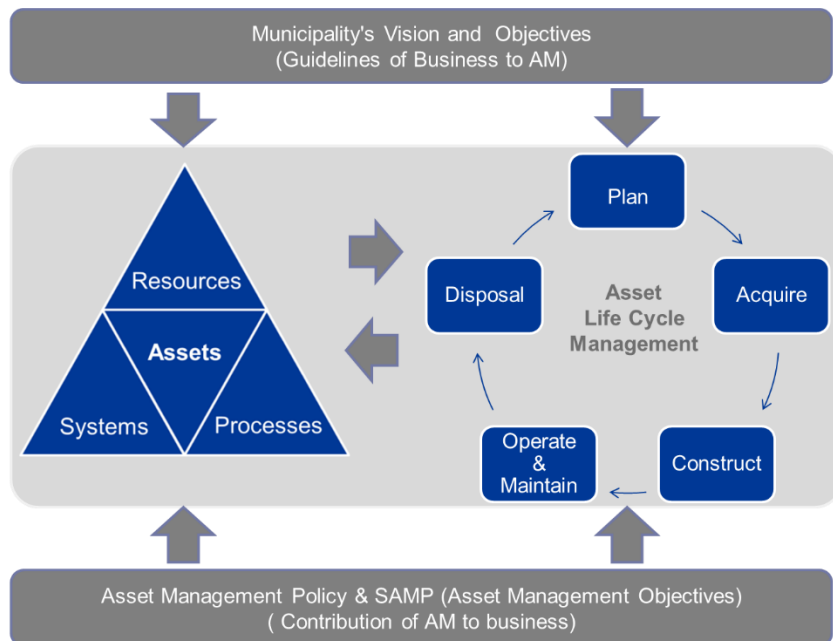 Municipality's Vision and Objectives
(Guidelines of Business to AM)
Resources
Assets
Systems
Processes
Plan
Acquire
Construct
Operate
&
Maintain
Disposal
Asset
Life Cycle
Management
Asset Management Policy & SAMP (Asset Management Objectives)
( Contribution of AM to business)